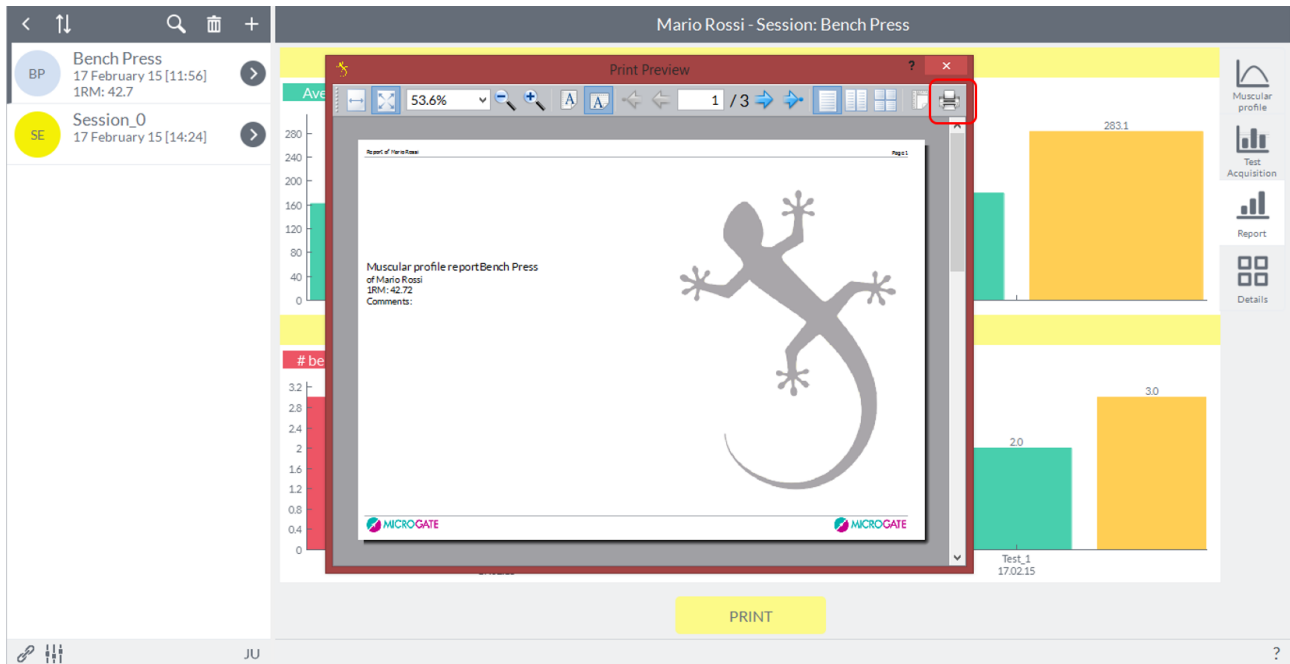 Mario Rossi - Session: Bench Press
BP
Bench Press
17 February 15 [11:56]
1RM: 42.7
SE
Session_0
17 February 15 [14:24]
Print Preview
?
53.6%
A
A
1 / 3
Ave
280
240
200
160
120
80
40
0
283.1
Report of Mario Rossi
Page 1
Muscular profile reportBench Press
of Mario Rossi
1RM: 42.72
Comments:
MICROGATE
MICROGATE
# be
3.2
2.8
2.4
2
1.6
1.2
0.8
0.4
0
2.0
3.0
Test_1
17.02.15
Muscular
profile
Test
Acquisition
Report
Details
PRINT
JU
?